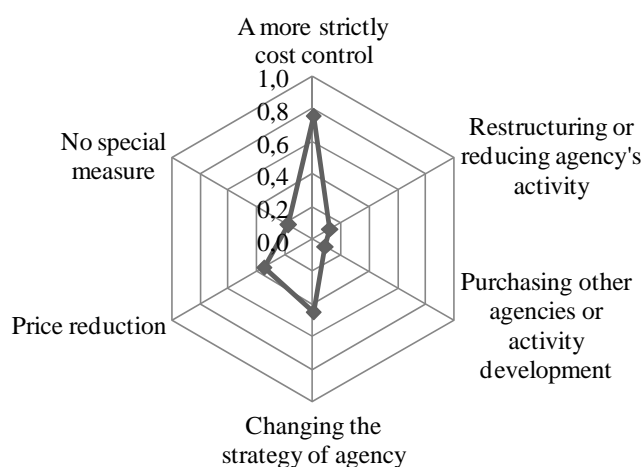 A more strictly
cost control
1,0
0,8
0,6
0,4
0,2
0,0
Restructuring or
reducing agency's
activity
Purchasing other
agencies or
activity
development
Changing the
strategy of agency
Price reduction
No special
measure